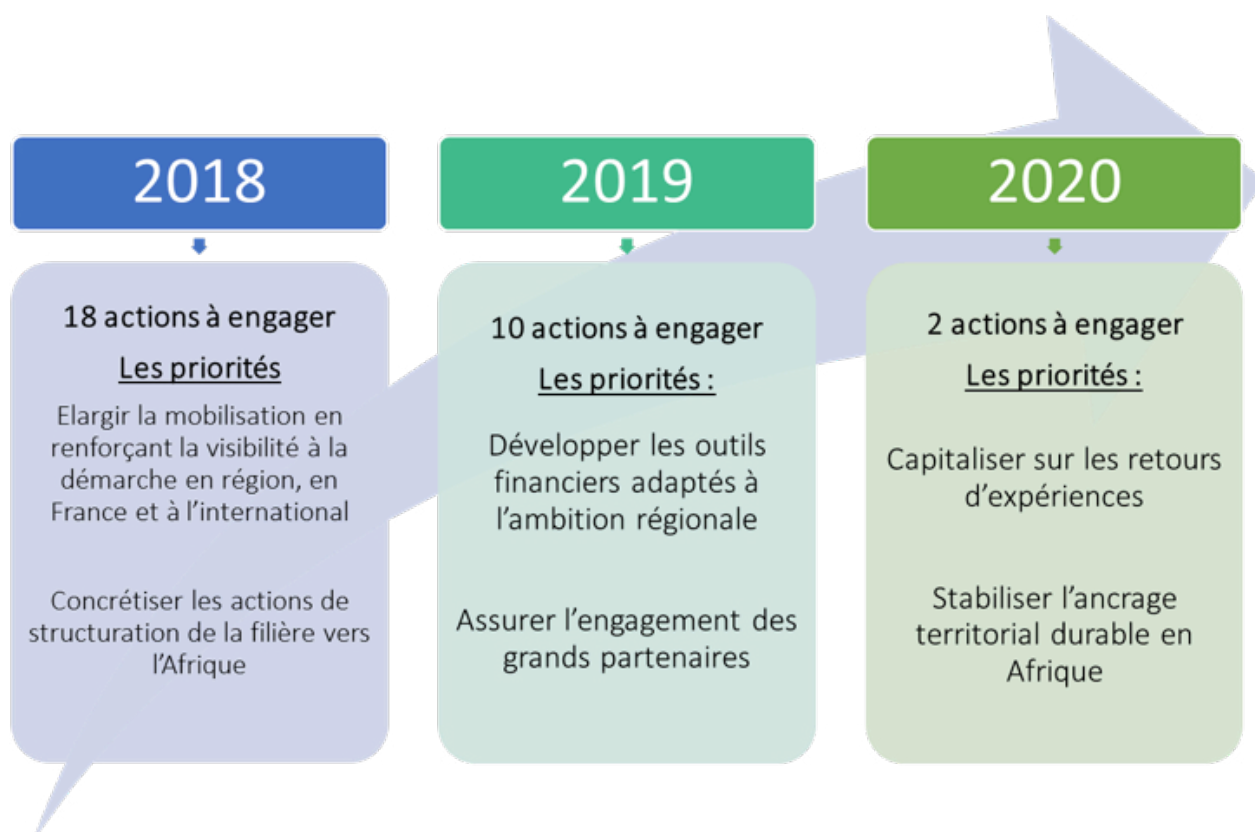 2018
18 actions à engager
Les priorités
Elargir la mobilisation en
renforçant la visibilité à la
démarche en région, en
France et à l’international
Concrétiser les actions de
structuration de la filière vers
l’Afrique
2019
10 actions à engager
Les priorités :
Développer les outils
financiers adaptés à
l’ambition régionale
Assurer l’engagement des
grands partenaires
2020
2 actions à engager
Les priorités :
Capitaliser sur les retours
d’expériences
Stabiliser l’ancrage
territorial durable en
Afrique